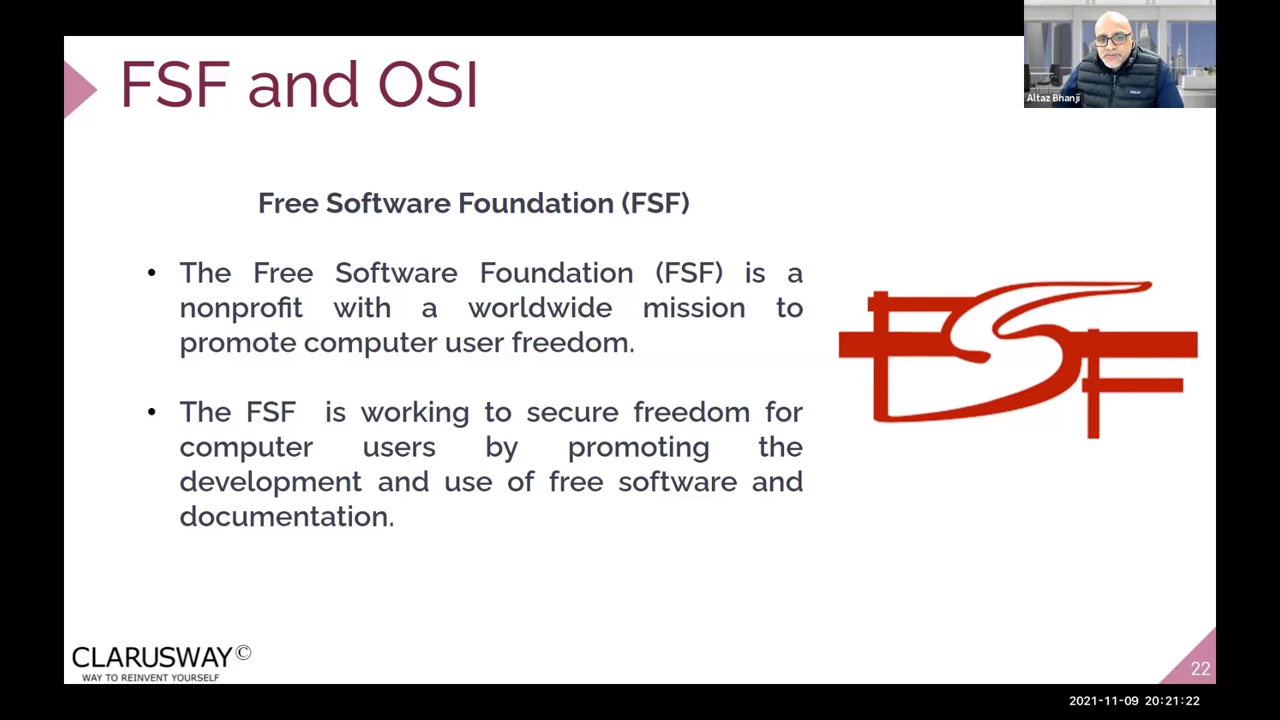 FSF and OSI
Altaz Bhanji
Free Software Foundation (FSF)
• The Free Software Foundation (FSF) is a
nonprofit with a worldwide mission to
promote computer user freedom.
• The FSF is working to secure freedom for
computer users by promoting the
development and use of free software and
documentation.
FSF
CLARUSWAY©
WAY TO REINVENT YOURSELF
22
2021-11-09 20:21:22